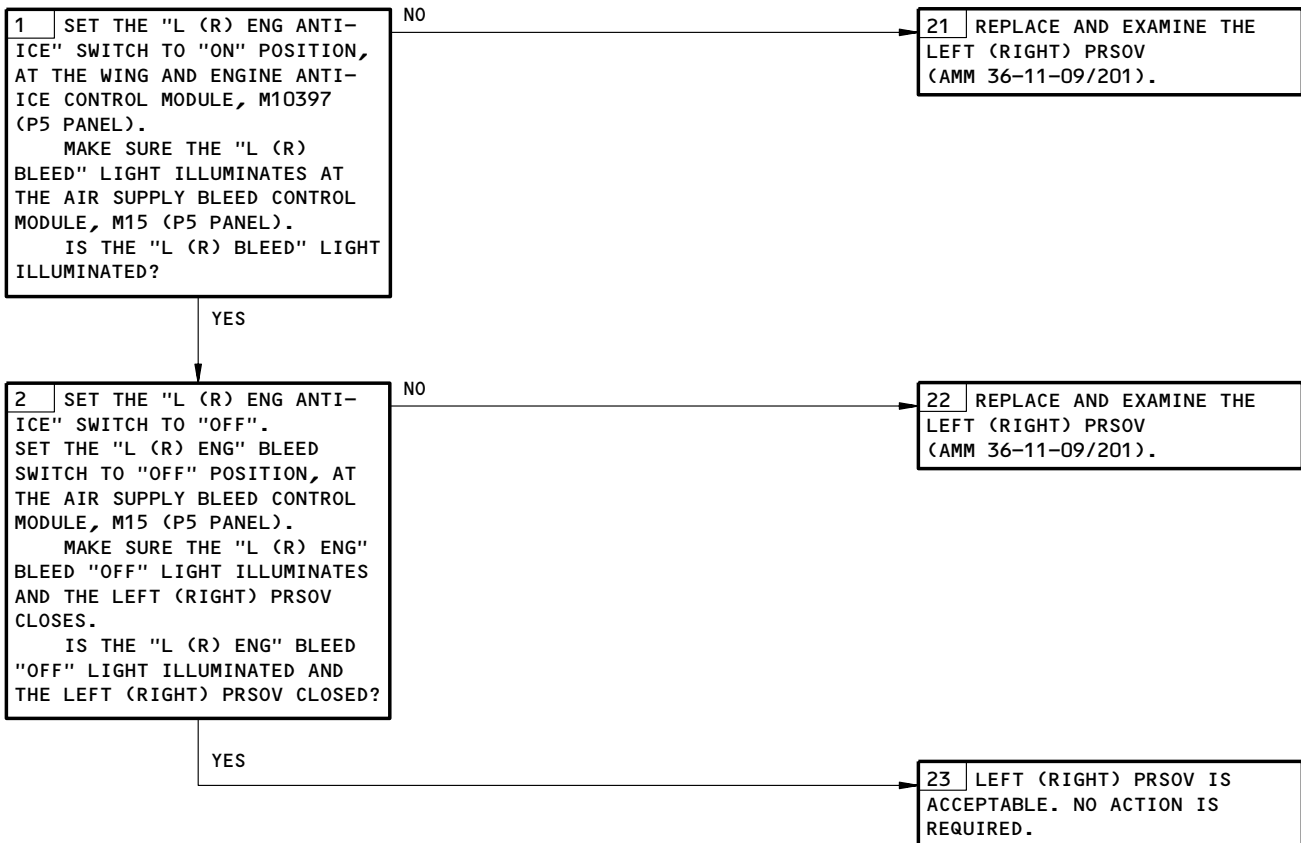 1 SET THE "L (R) ENG ANTI-
ICE" SWITCH TO "ON" POSITION,
AT THE WING AND ENGINE ANTI-
ICE CONTROL MODULE, M10397
(P5 PANEL).
MAKE SURE THE "L (R)
BLEED" LIGHT ILLUMINATES AT
THE AIR SUPPLY BLEED CONTROL
MODULE, M15 (P5 PANEL).
IS THE "L (R) BLEED" LIGHT
ILLUMINATED?
NO
21 REPLACE AND EXAMINE THE
LEFT (RIGHT) PRSOV
(AMM 36-11-09/201).
YES
2 SET THE "L (R) ENG ANTI-
ICE" SWITCH TO "OFF".
SET THE "L (R) ENG" BLEED
SWITCH TO "OFF" POSITION, AT
THE AIR SUPPLY BLEED CONTROL
MODULE, M15 (P5 PANEL).
MAKE SURE THE "L (R) ENG"
BLEED "OFF" LIGHT ILLUMINATES
AND THE LEFT (RIGHT) PRSOV
CLOSES.
IS THE "L (R) ENG" BLEED
"OFF" LIGHT ILLUMINATED AND
THE LEFT (RIGHT) PRSOV CLOSED?
NO
22 REPLACE AND EXAMINE THE
LEFT (RIGHT) PRSOV
(AMM 36-11-09/201).
YES
23 LEFT (RIGHT) PRSOV IS
ACCEPTABLE. NO ACTION IS
REQUIRED.